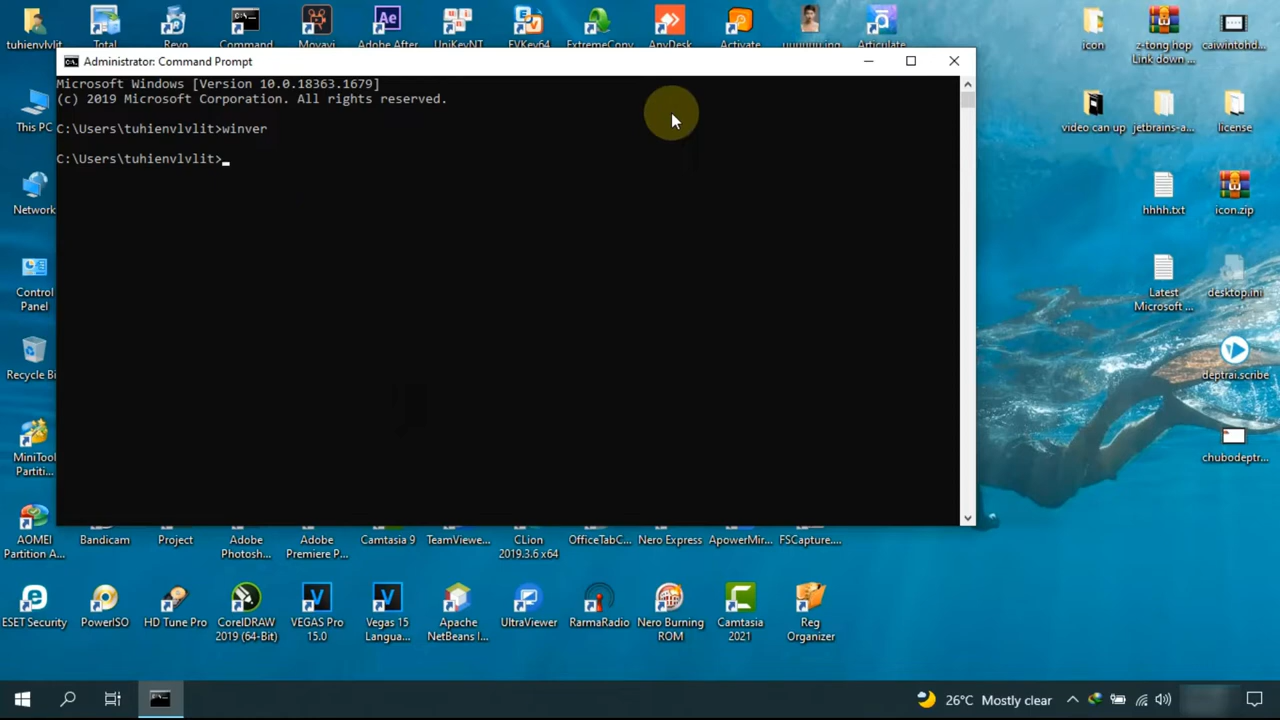 tuhienvlvlit
Total
Revo
Command
Movavi
Adobe After
UniKeyNT
EVKey64
ExtremeCopy
AnyDesk
Activate
Articulate
icon
z-tong hop
Link down ...
caiwintohd...
Administrator: Command Prompt
Microsoft Windows [Version 10.0.18363.1679]
(c) 2019 Microsoft Corporation. All rights reserved.
C:\Users\tuhienvlvlit>winver
C:\Users\tuhienvlvlit>
This PC
Network
Control
Panel
Recycle Bi
MiniTool
Partiti...
video can up
jetbrains-a...
license
hhhh.txt
icon.zip
Latest
Microsoft ...
desktop.ini
deptrai.scribe
chubodeptr...
AOMEI
Partition A...
Bandicam
Project
Adobe
Photosh...
Adobe
Premiere P...
Camtasia 9
TeamViewe...
CLion
2019.3.6 x64
OfficeTabC...
Nero Express
ApowerMir...
FSCapture....
ESET Security
PowerISO
HD Tune Pro
CorelDRAW
2019 (64-Bit)
VEGAS Pro
15.0
Vegas 15
Langua...
Apache
NetBeans I...
UltraViewer
RarmaRadio
Nero Burning
ROM
Camtasia
2021
Reg
Organizer
26°C Mostly clear